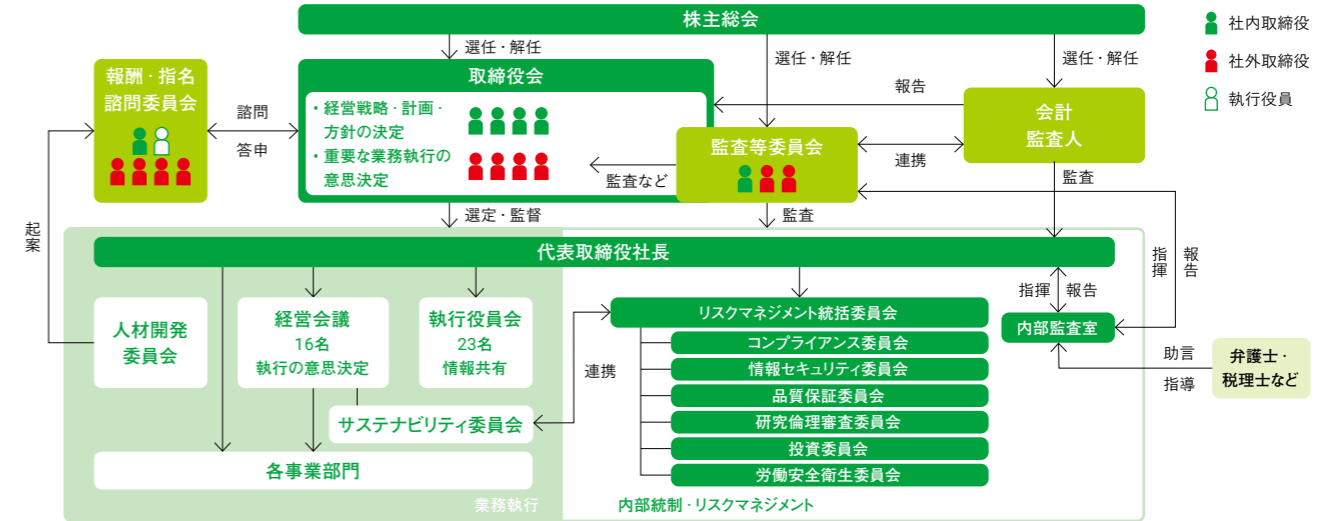 株主総会
社内取締役
社外取締役
執行役員
選任・解任
選任・解任
選任・解任
報酬・指名
諮問委員会
諮問
答申
取締役会
・経営戦略・計画・
方針の決定
・重要な業務執行の
意思決定
報告
会計
監査人
監査等委員会
監査など
連携
監査
選定・監督
監査
起案
代表取締役社長
指揮
報告
指揮
報告
人材開発
委員会
経営会議
16名
執行の意思決定
執行役員会
23名
情報共有
連携
サステナビリティ委員会
各事業部門
業務執行
リスクマネジメント統括委員会
コンプライアンス委員会
情報セキュリティ委員会
品質保証委員会
研究倫理審査委員会
投資委員会
労働安全衛生委員会
内部統制・リスクマネジメント
内部監査室
助言
指導
弁護士・
税理士など